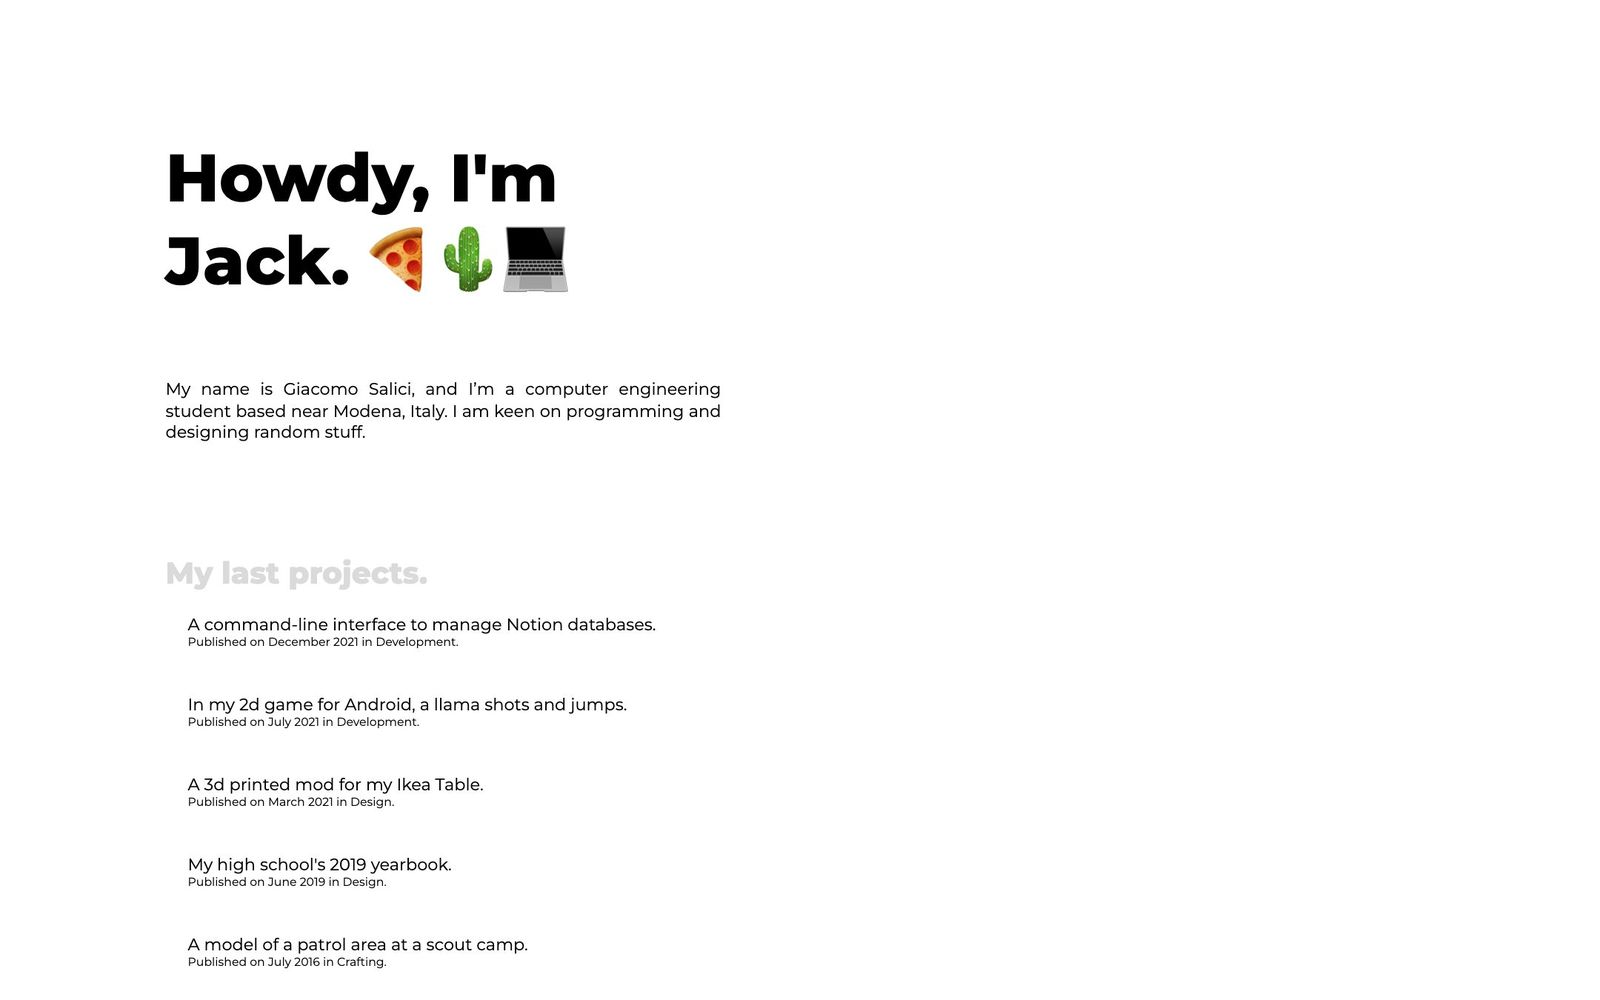 Howdy, I'm
Jack. 🍕🌵💻
My name is Giacomo Salici, and I’m a computer engineering
student based near Modena, Italy. I am keen on programming and
designing random stuff.
My last projects.
A command-line interface to manage Notion databases.
Published on December 2021 in Development.
In my 2d game for Android, a llama shots and jumps.
Published on July 2021 in Development.
A 3d printed mod for my Ikea Table.
Published on March 2021 in Design.
My high school's 2019 yearbook.
Published on June 2019 in Design.
A model of a patrol area at a scout camp.
Published on July 2016 in Crafting.